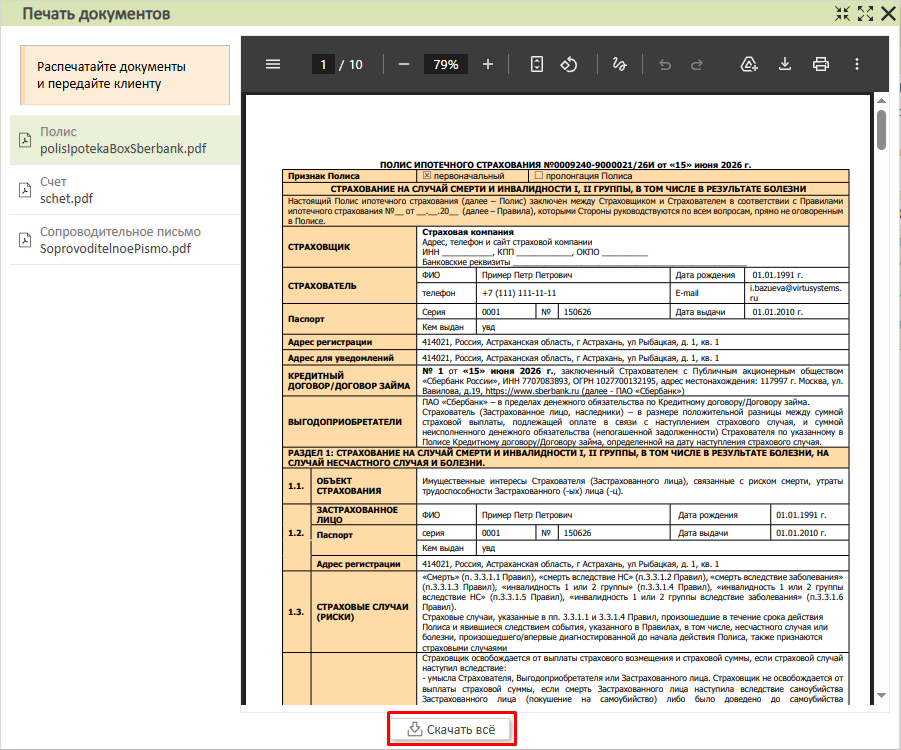 Печать документов
Распечатайте документы
и передайте клиенту
Полис
polisIpotekaBoxSberbank.pdf
Счет
schet.pdf
Сопроводительное письмо
SoprovoditelnoePismo.pdf
1 / 10
79%
ПОЛИС ИПОТЕЧНОГО СТРАХОВАНИЯ №0009240-9000021/26И от «15» июня 2026 г.
Признак Полиса ☒ первоначальный ☐ пролонгация Полиса
СТРАХОВАНИЕ НА СЛУЧАЙ СМЕРТИ И ИНВАЛИДНОСТИ I, II ГРУППЫ, В ТОМ ЧИСЛЕ В РЕЗУЛЬТАТЕ БОЛЕЗНИ
Настоящий Полис ипотечного страхования (далее – Полис) заключен между Страховщиком и Страхователем в соответствии с Правилами
ипотечного страхования №__ от __.__.20__ (далее – Правила), которыми Стороны руководствуются по всем вопросам, прямо не оговоренным
в Полисе.
СТРАХОВЩИК
Страховая компания
Адрес, телефон и сайт страховой компании
ИНН ____________, КПП _____________, ОКПО ___________
Банковские реквизиты ____________
СТРАХОВАТЕЛЬ
ФИО Пример Петр Петрович Дата рождения 01.01.1991 г.
телефон +7 (111) 111-11-11 E-mail i.bazueva@virtusystems.
ru
Паспорт
Серия 0001 № 150626 Дата выдачи 01.01.2010 г.
Кем выдан увд
Адрес регистрации 414021, Россия, Астраханская область, г Астрахань, ул Рыбацкая, д. 1, кв. 1
Адрес для уведомлений 414021, Россия, Астраханская область, г Астрахань, ул Рыбацкая, д. 1, кв. 1
КРЕДИТНЫЙ
ДОГОВОР/ДОГОВОР ЗАЙМА
№ 1 от «15» июня 2026 г., заключенный Страхователем с Публичным акционерным обществом
«Сбербанк России», ИНН 7707083893, ОГРН 1027700132195, адрес местонахождения: 117997 г. Москва, ул.
Вавилова, д.19, https://www.sberbank.ru (далее - ПАО «Сбербанк»)
ВЫГОДОПРИОБРЕТАТЕЛИ
ПАО «Сбербанк» – в пределах денежного обязательства по Кредитному договору/Договору займа.
Страхователь (Застрахованное лицо, наследники) – в размере положительной разницы между суммой
страховой выплаты, подлежащей оплате в связи с наступлением страхового случая, и суммой
неисполненного денежного обязательства (непогашенной задолженности) Страхователя по указанному в
Полисе Кредитному договору/Договору займа, определенной на дату наступления страхового случая.
РАЗДЕЛ 1: СТРАХОВАНИЕ НА СЛУЧАЙ СМЕРТИ И ИНВАЛИДНОСТИ I, II ГРУППЫ, В ТОМ ЧИСЛЕ В РЕЗУЛЬТАТЕ БОЛЕЗНИ, НА
СЛУЧАЙ НЕСЧАСТНОГО СЛУЧАЯ И БОЛЕЗНИ.
1.1. ОБЪЕКТ
СТРАХОВАНИЯ
Имущественные интересы Страхователя (Застрахованного лица), связанные с риском смерти, утраты
трудоспособности Застрахованного (-ых) лица (-ц).
1.2. ЗАСТРАХОВАННОЕ
ЛИЦО
ФИО Пример Петр Петрович Дата рождения 01.01.1991 г.
Паспорт
серия 0001 № 150626 Дата выдачи 01.01.2010 г.
Кем выдан увд
Адрес регистрации 414021, Россия, Астраханская область, г Астрахань, ул Рыбацкая, д. 1, кв. 1
1.3. СТРАХОВЫЕ СЛУЧАИ
(РИСКИ)
«Смерть» (п. 3.3.1.1 Правил), «смерть вследствие НС» (п.3.3.1.2 Правил), «смерть вследствие заболевания»
(п.3.3.1.3 Правил), «инвалидность 1 или 2 группы» (п.3.3.1.4 Правил), «инвалидность 1 или 2 группы
вследствие НС» (п.3.3.1.5 Правил), «инвалидность 1 или 2 группы вследствие заболевания» (п.3.3.1.6
Правил).
Страховые случаи, указанные в пп. 3.3.1.1 и 3.3.1.4 Правил, произошедшие в течение срока действия
Полиса и явившиеся следствием события, указанного в Правилах, в том числе, несчастного случая или
болезни, произошедшего/впервые диагностированной до начала действия Полиса, также признаются
страховыми случаями
Страховщик освобождается от выплаты страхового возмещения и страховой суммы, если страховой случай
наступил вследствие:
- умысла Страхователя, Выгодоприобретателя или Застрахованного лица. Страховщик не освобождается от
выплаты страховой суммы, если смерть Застрахованного лица наступила вследствие самоубийства
Застрахованного лица (покушение на самоубийство) либо было доведено до самоубийства
Скачать всё